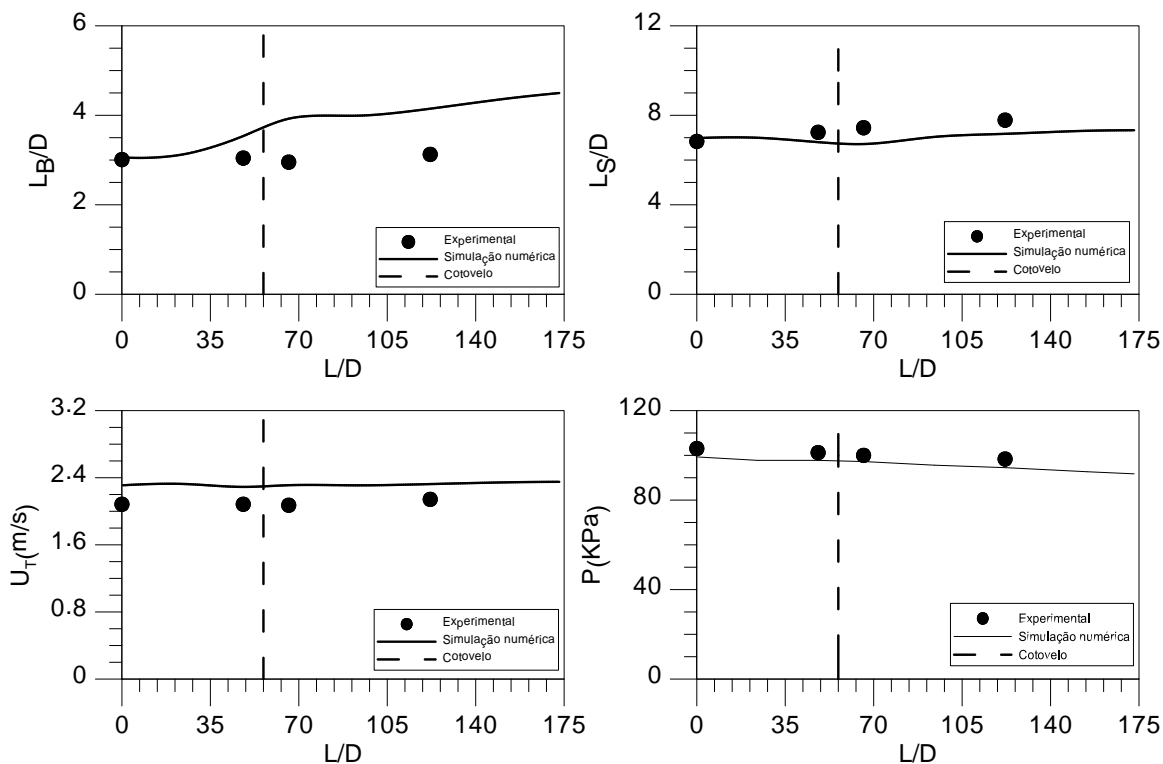 6
4
2
0
L_B/D
Experimental
Simulação numérica
Cotovelo
0 35 70 105 140 175
L/D
12
8
4
0
L_S/D
Experimental
Simulação numérica
Cotovelo
0 35 70 105 140 175
L/D
3.2
2.4
1.6
0.8
0
U_T(m/s)
Experimental
Simulação numérica
Cotovelo
0 35 70 105 140 175
L/D
120
80
40
0
P(KPa)
Experimental
Simulação numérica
Cotovelo
0 35 70 105 140 175
L/D